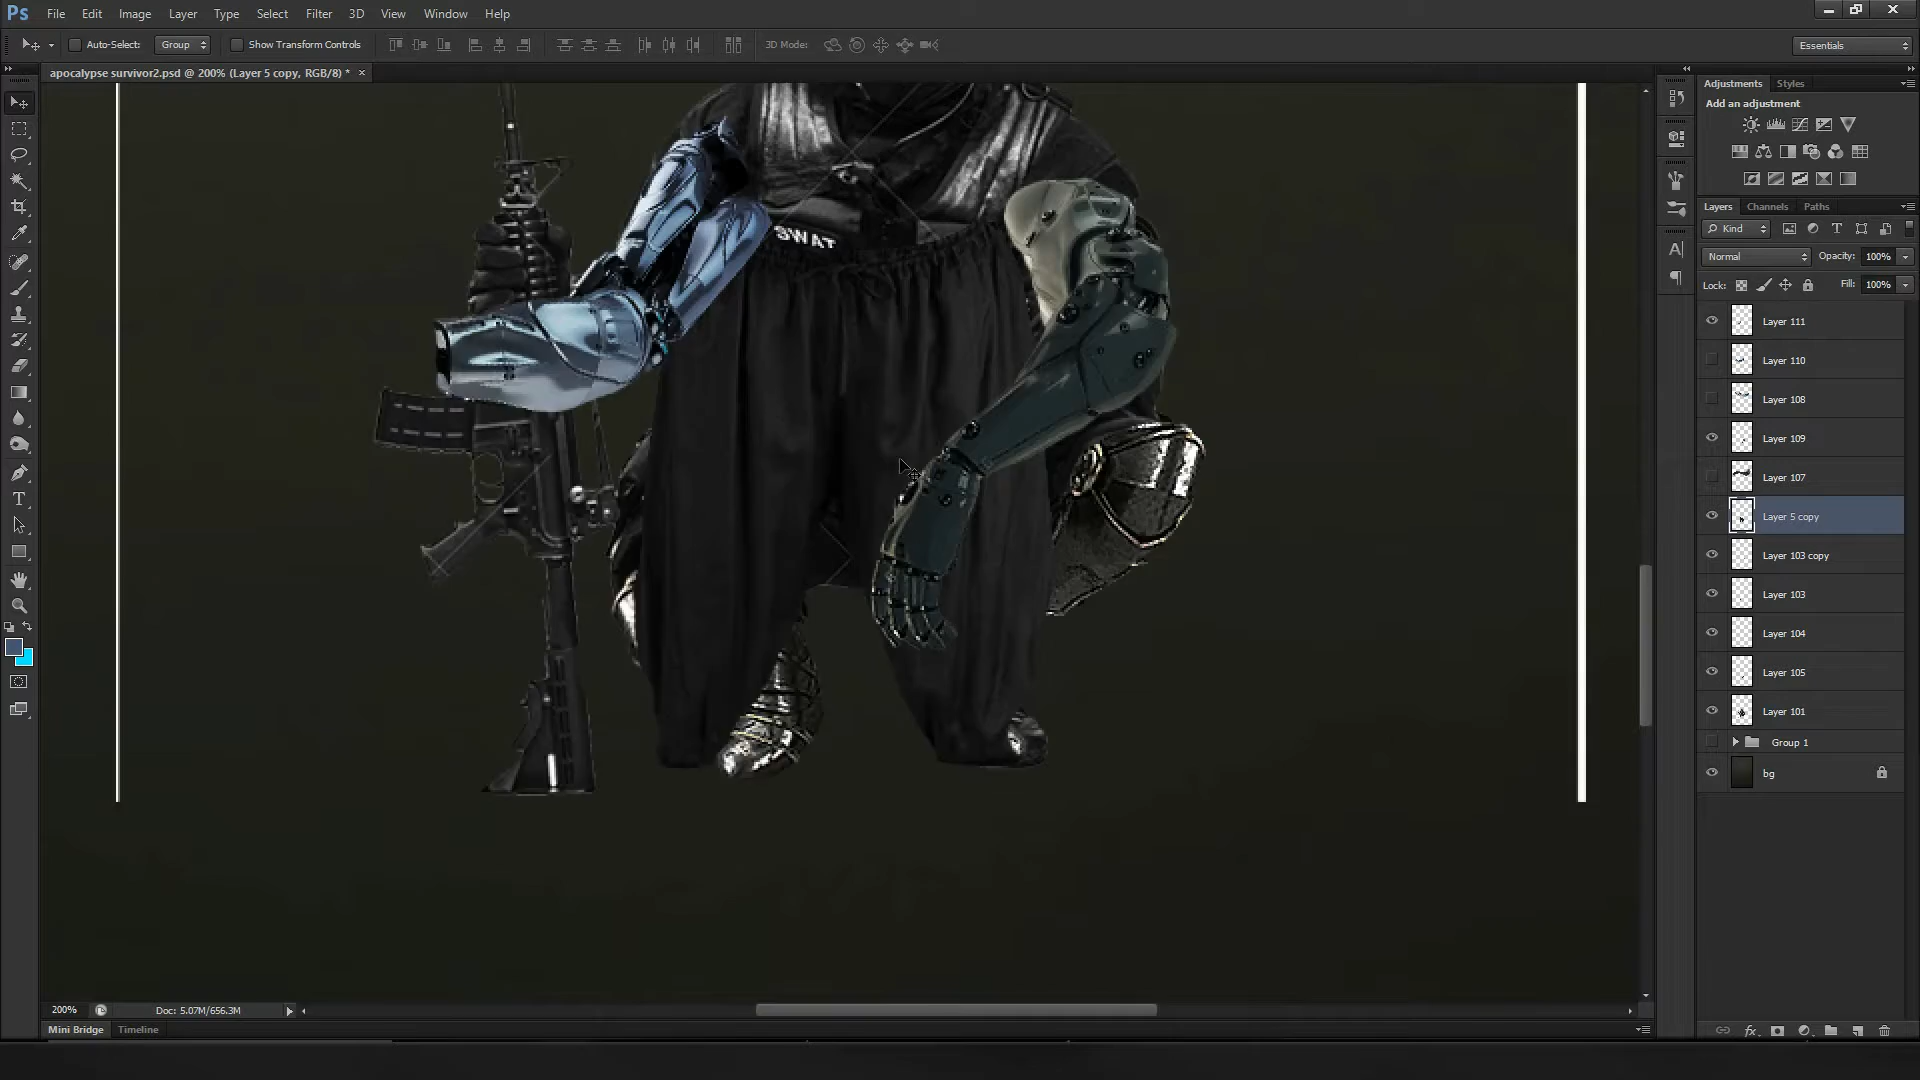 Ps File Edit Image Layer Type Select Filter 3D View Window Help
Auto-Select: Group Show Transform Controls 3D Mode: Essentials
apocalypse survivor2.psd @ 200% (Layer 5 copy, RGB/8) * ×
SWAT
T
200% Doc: 5.07M/656.3M
Mini Bridge Timeline
Adjustments Styles
Add an adjustment
Layers Channels Paths
Kind T
Normal Opacity: 100%
Lock: Fill: 100%
Layer 111
Layer 110
Layer 108
Layer 109
Layer 107
Layer 5 copy
Layer 103 copy
Layer 103
Layer 104
Layer 105
Layer 101
Group 1
bg
fx